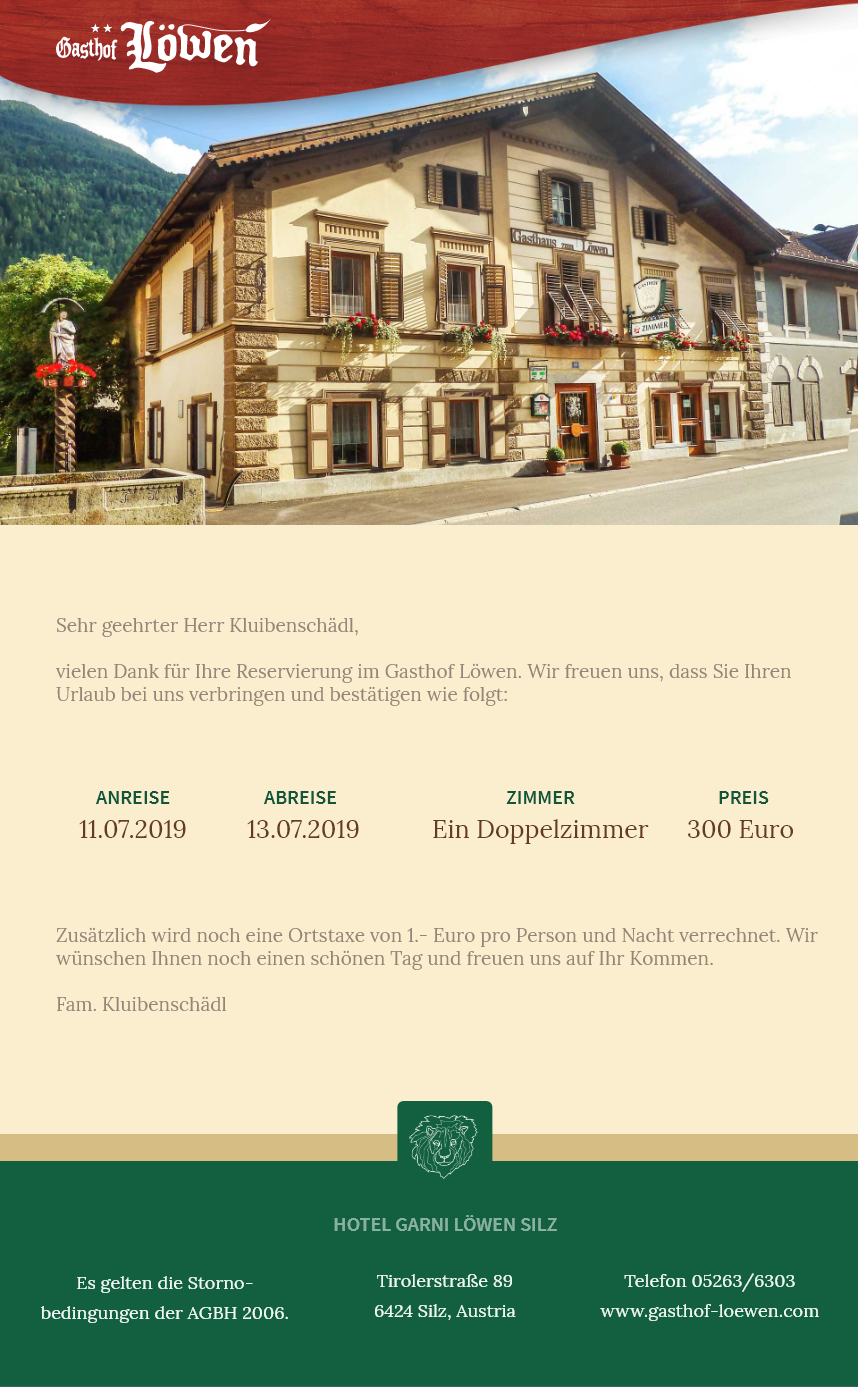 Gasthof Löwen
Gasthaus zum Löwen
GASTHOF
ZIMMER
Sehr geehrter Herr Kluibenschädl,
vielen Dank für Ihre Reservierung im Gasthof Löwen. Wir freuen uns, dass Sie Ihren
Urlaub bei uns verbringen und bestätigen wie folgt:
ANREISE ABREISE ZIMMER PREIS
11.07.2019 13.07.2019 Ein Doppelzimmer 300 Euro
Zusätzlich wird noch eine Ortstaxe von 1.- Euro pro Person und Nacht verrechnet. Wir
wünschen Ihnen noch einen schönen Tag und freuen uns auf Ihr Kommen.
Fam. Kluibenschädl
HOTEL GARNI LÖWEN SILZ
Es gelten die Storno-
bedingungen der AGBH 2006.
Tirolerstraße 89
6424 Silz, Austria
Telefon 05263/6303
www.gasthof-loewen.com